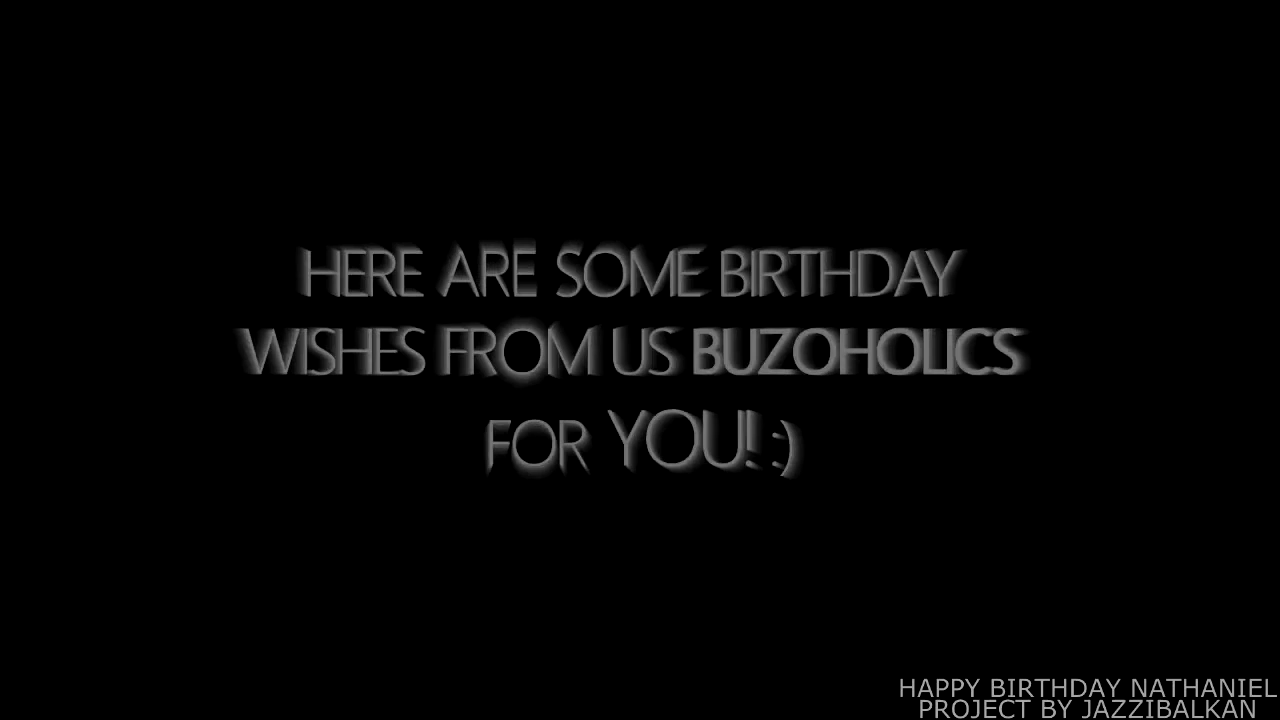 HERE ARE SOME BIRTHDAY
WISHES FROM US BUZOHOLICS
FOR YOU! :)
HAPPY BIRTHDAY NATHANIEL
PROJECT BY JAZZIBALKAN